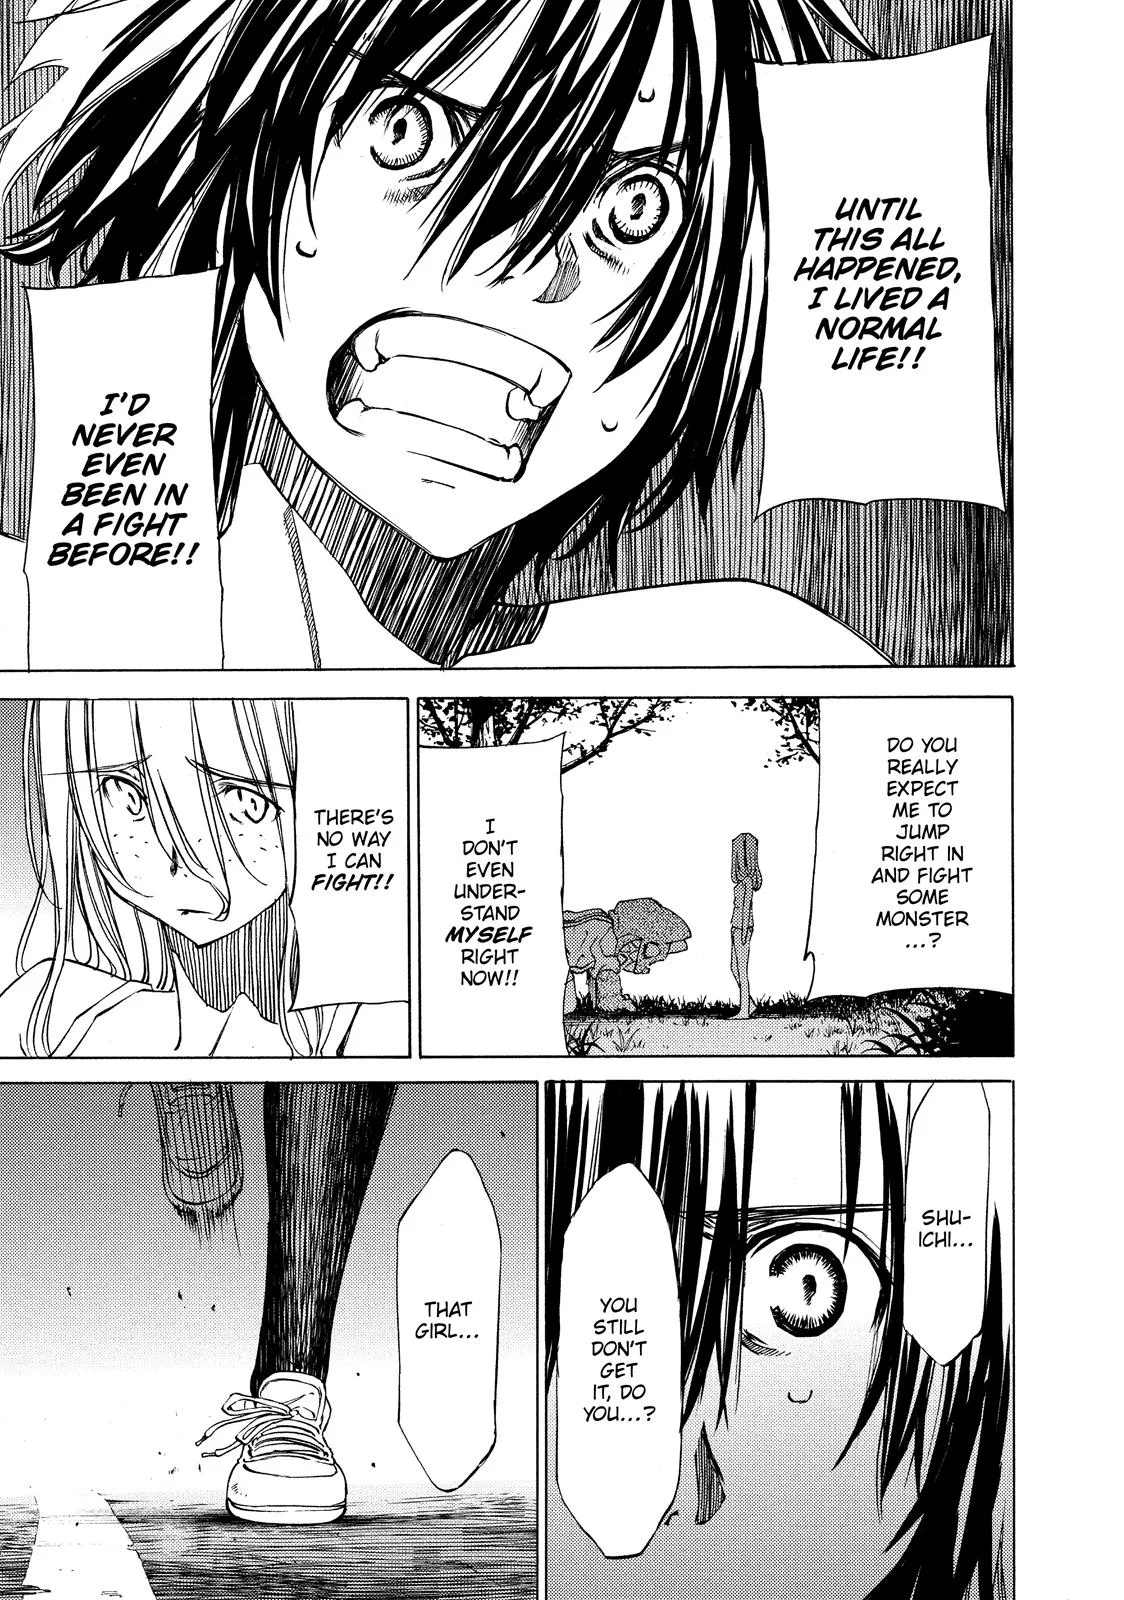 UNTIL
THIS ALL
HAPPENED,
I LIVED A
NORMAL
LIFE!!
I'D
NEVER
EVEN
BEEN IN
A FIGHT
BEFORE!!
DO YOU
REALLY
EXPECT
ME TO
JUMP
RIGHT IN
AND FIGHT
SOME
MONSTER
...?
I
DON'T
EVEN
UNDER-
STAND
MYSELF
RIGHT
NOW!!
THERE'S
NO WAY
I CAN
FIGHT!!
SHU-
ICHI...
YOU
STILL
DON'T
GET
IT, DO
YOU...?
THAT
GIRL...